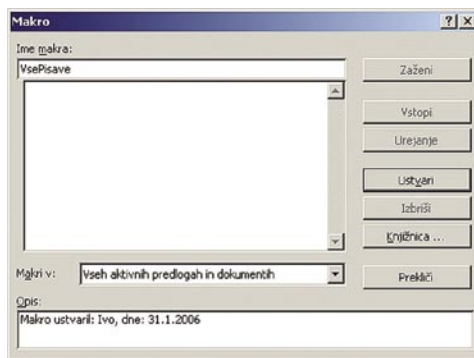 Makro
Ime makra:
VsePisave
Zaženi
Vstopi
Urejanje
Ustvari
Izbriši
Knjižnica ...
Makri v:
Vseh aktivnih predlogah in dokumentih
Prekliči
Opis:
Makro ustvaril: Ivo, dne: 31.1.2006